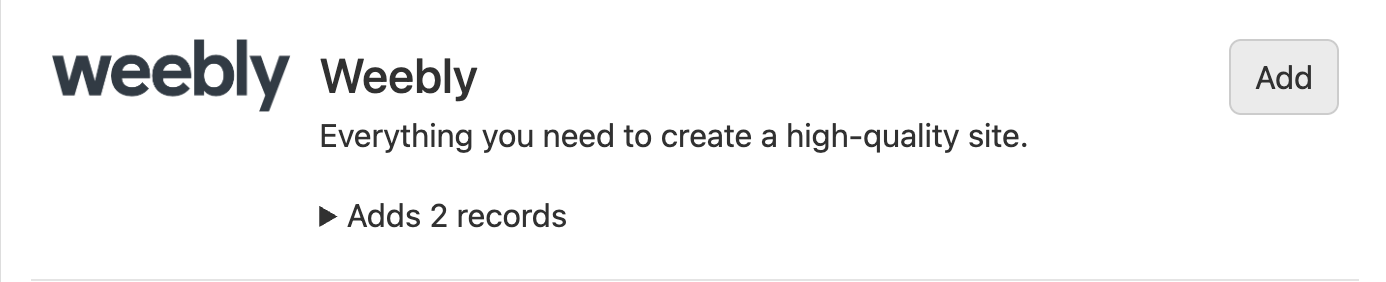 weebly
Weebly
Add
Everything you need to create a high-quality site.
Adds 2 records